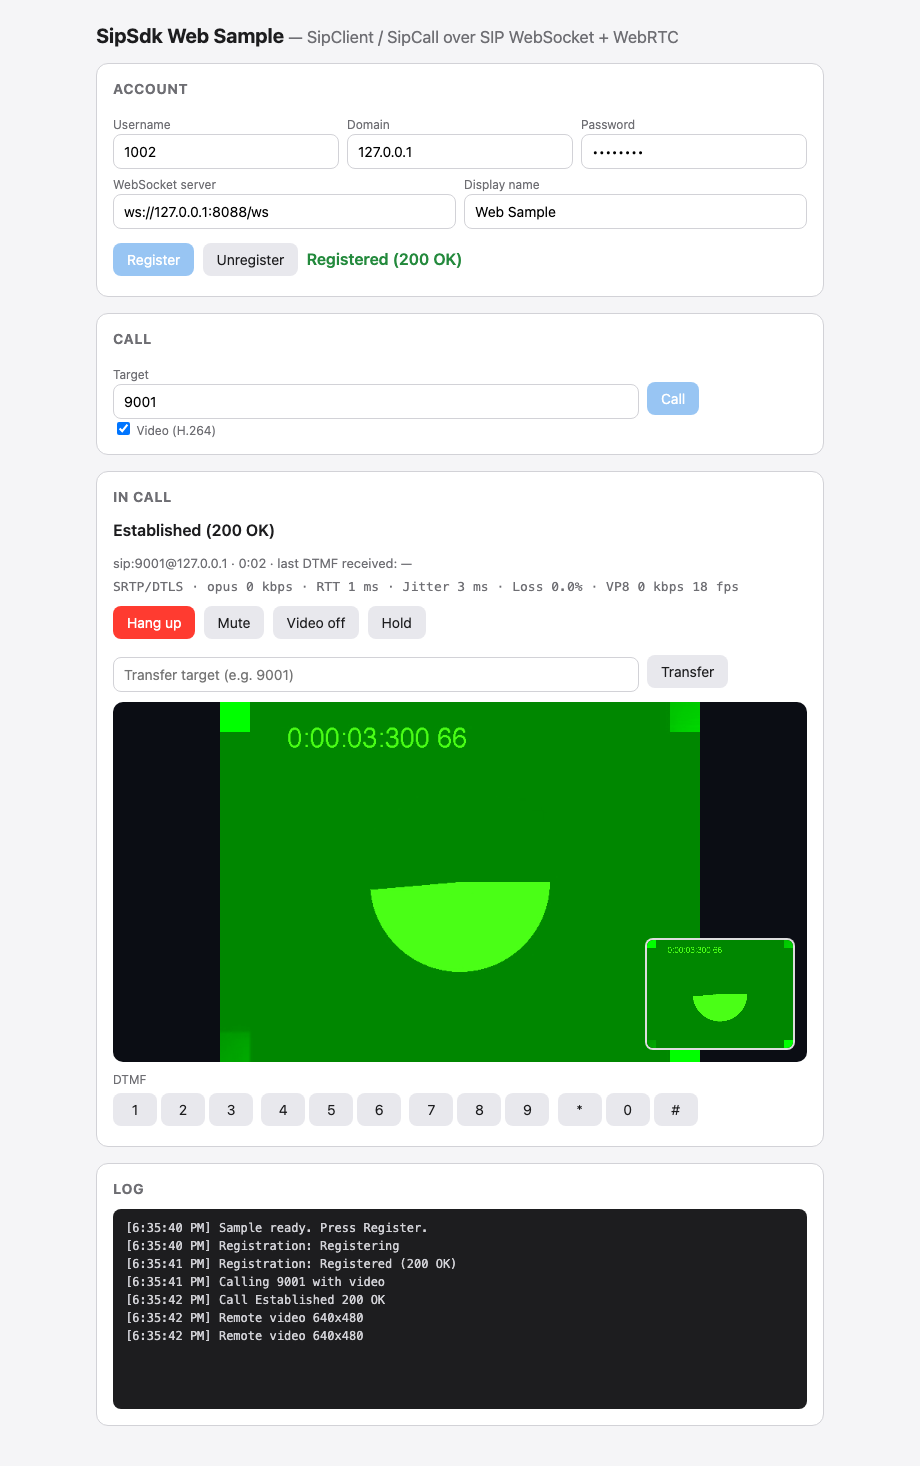 SipSdk Web Sample — SipClient / SipCall over SIP WebSocket + WebRTC
ACCOUNT
Username Domain Password
1002 127.0.0.1 ••••••••
WebSocket server Display name
ws://127.0.0.1:8088/ws Web Sample
Register Unregister Registered (200 OK)
CALL
Target
9001 Call
Video (H.264)
IN CALL
Established (200 OK)
sip:9001@127.0.0.1 · 0:02 · last DTMF received: —
SRTP/DTLS · opus 0 kbps · RTT 1 ms · Jitter 3 ms · Loss 0.0% · VP8 0 kbps 18 fps
Hang up Mute Video off Hold
Transfer target (e.g. 9001) Transfer
0:00:03:300 66
0:00:03:300 66
DTMF
1 2 3 4 5 6 7 8 9 * 0 #
LOG
[6:35:40 PM] Sample ready. Press Register.
[6:35:40 PM] Registration: Registering
[6:35:41 PM] Registration: Registered (200 OK)
[6:35:41 PM] Calling 9001 with video
[6:35:42 PM] Call Established 200 OK
[6:35:42 PM] Remote video 640x480
[6:35:42 PM] Remote video 640x480